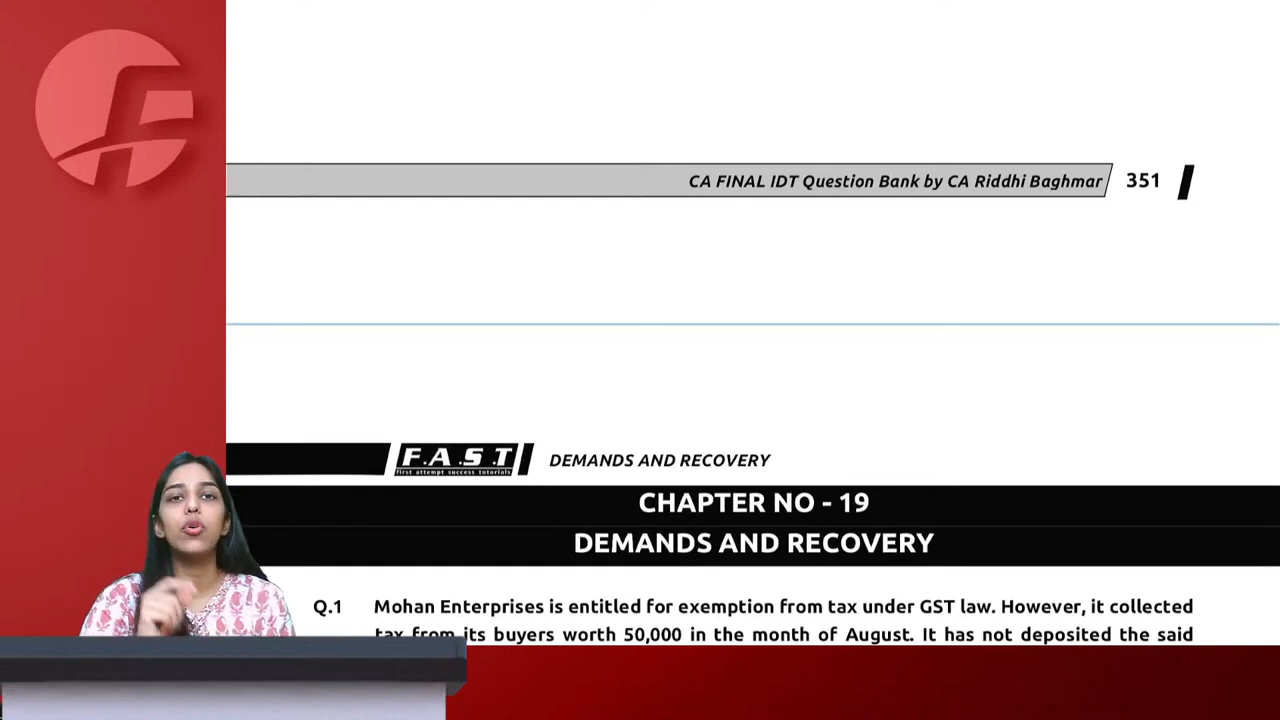 CA FINAL IDT Question Bank by CA Riddhi Baghmar 351
F.A.S.T
first attempt success tutorials
DEMANDS AND RECOVERY
CHAPTER NO - 19
DEMANDS AND RECOVERY
Q.1 Mohan Enterprises is entitled for exemption from tax under GST law. However, it collected
tax from its buyers worth 50,000 in the month of August. It has not deposited the said